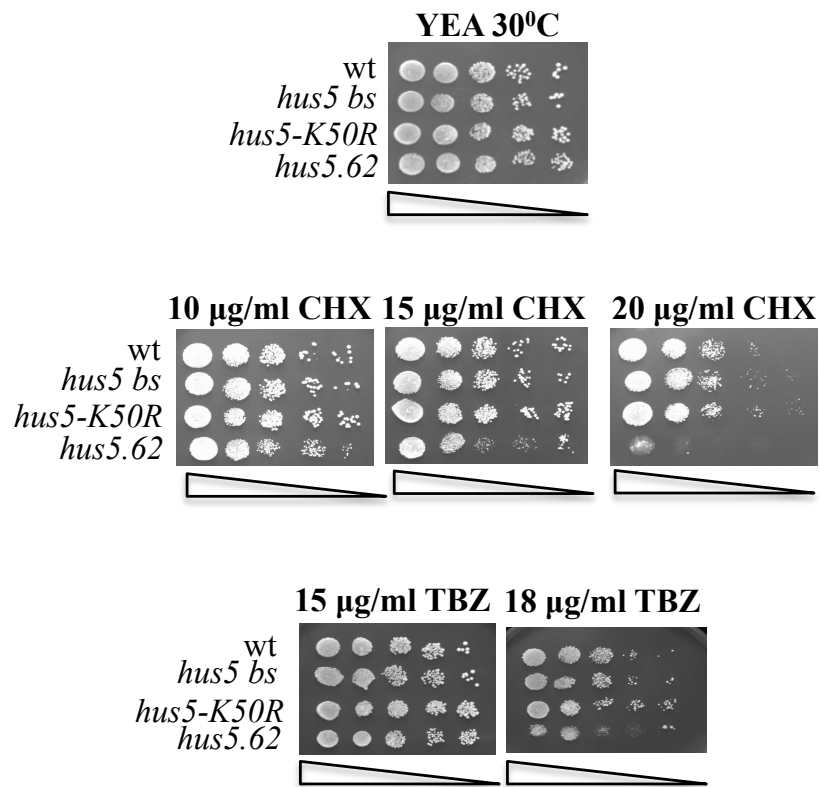 YEA 30⁰C
wt
hus5 bs
hus5-K50R
hus5.62
10 µg/ml CHX 15 µg/ml CHX 20 µg/ml CHX
wt
hus5 bs
hus5-K50R
hus5.62
15 µg/ml TBZ 18 µg/ml TBZ
wt
hus5 bs
hus5-K50R
hus5.62